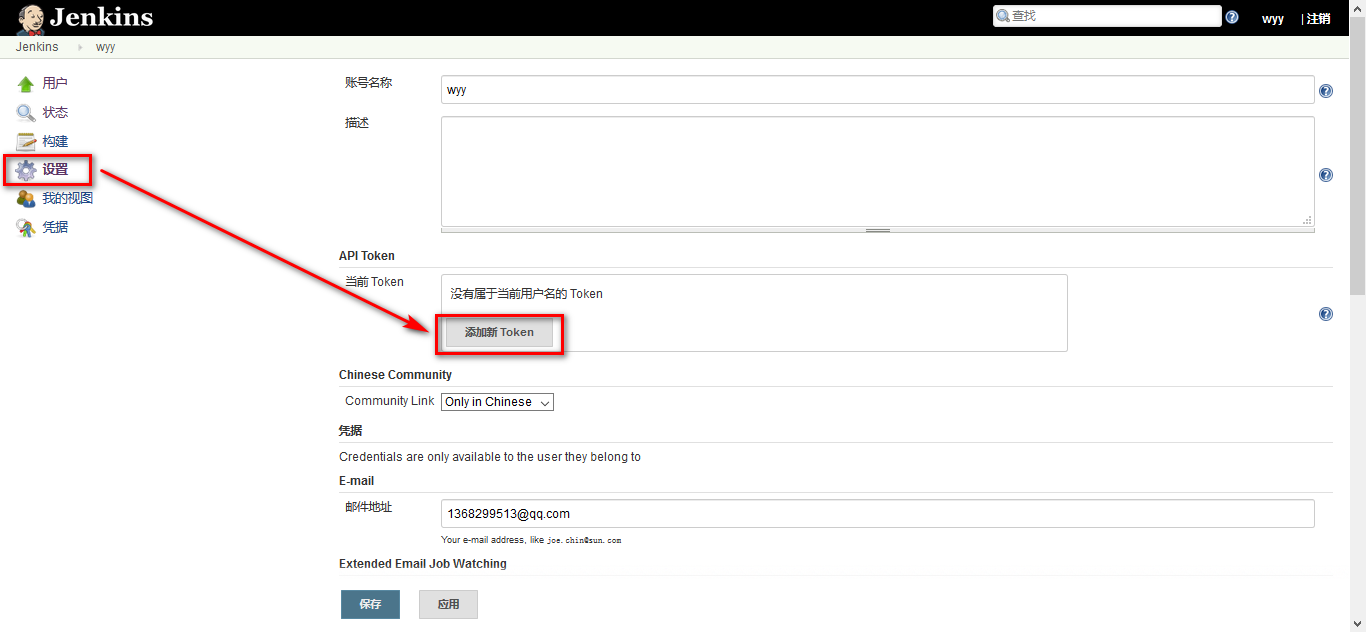 Jenkins
查找
wyy
| 注销
Jenkins
wyy
用户
状态
构建
设置
我的视图
凭据
账号名称
wyy
描述
API Token
当前 Token
没有属于当前用户名的 Token
添加新 Token
Chinese Community
Community Link
Only in Chinese
凭据
Credentials are only available to the user they belong to
E-mail
邮件地址
1368299513@qq.com
Your e-mail address, like joe.chin@sun.com
Extended Email Job Watching
保存
应用